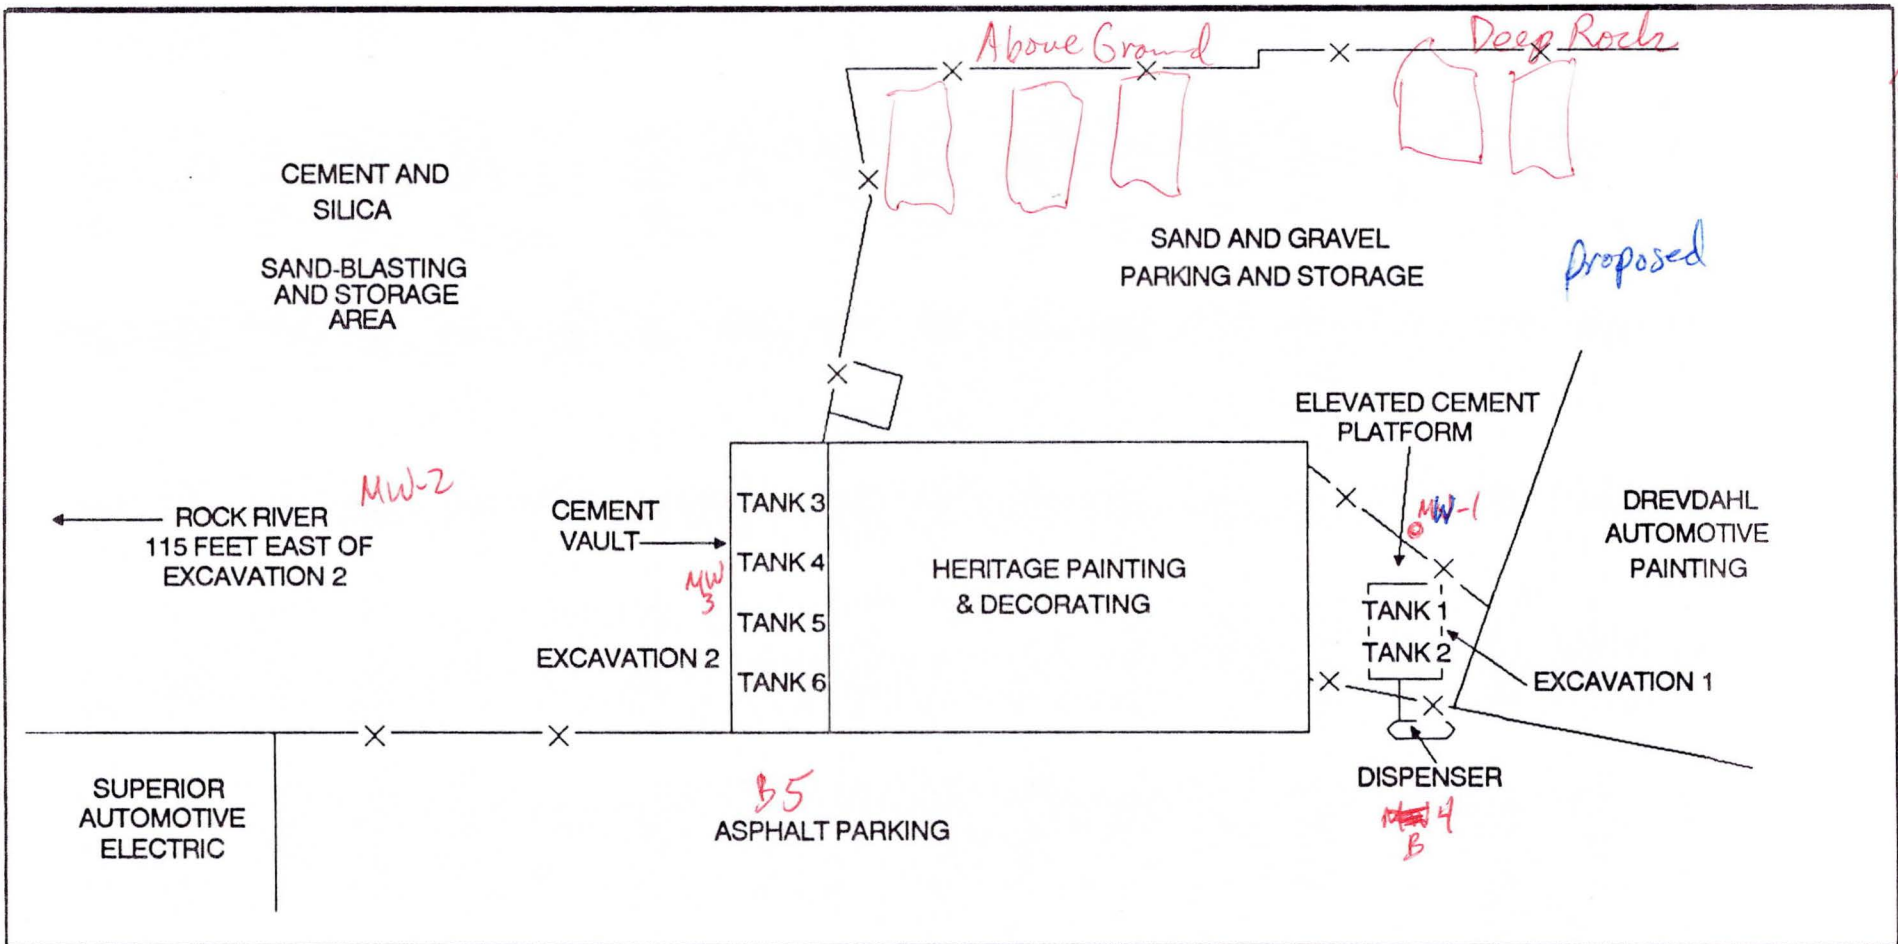 Above Ground
Deep Rock
CEMENT AND
SILICA
SAND-BLASTING
AND STORAGE
AREA
SAND AND GRAVEL
PARKING AND STORAGE
proposed
ELEVATED CEMENT
PLATFORM
MW-2
ROCK RIVER
115 FEET EAST OF
EXCAVATION 2
CEMENT
VAULT
MW
3
EXCAVATION 2
TANK 3
TANK 4
TANK 5
TANK 6
HERITAGE PAINTING
& DECORATING
MW-1
TANK 1
TANK 2
DREVDAHL
AUTOMOTIVE
PAINTING
EXCAVATION 1
SUPERIOR
AUTOMOTIVE
ELECTRIC
B5
ASPHALT PARKING
DISPENSER
4
B